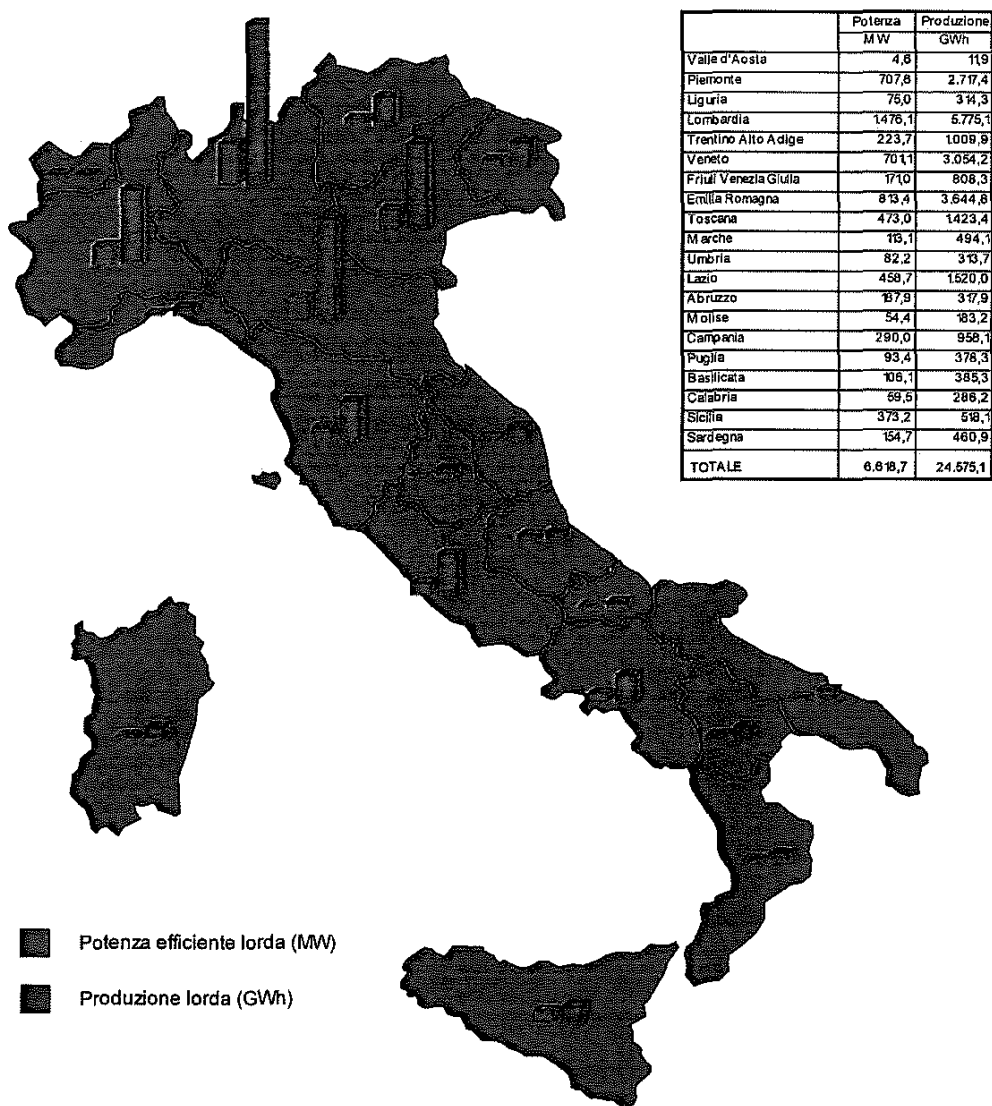 Potenza Produzione
MW GWh
Valle d'Aosta 4,6 11,9
Piemonte 707,6 2.717,4
Liguria 75,0 314,3
Lombardia 1.476,1 5.775,1
Trentino Alto Adige 223,7 1.009,9
Veneto 701,1 3.054,2
Friuli Venezia Giulia 171,0 808,3
Emilia Romagna 813,4 3.644,8
Toscana 473,0 1.423,4
Marche 113,1 494,1
Umbria 82,2 313,7
Lazio 458,7 1.520,0
Abruzzo 187,9 317,9
Molise 54,4 183,2
Campania 290,0 958,1
Puglia 93,4 378,3
Basilicata 106,1 385,3
Calabria 59,5 286,2
Sicilia 373,2 518,1
Sardegna 154,7 460,9
TOTALE 6.618,7 24.575,1
Potenza efficiente lorda (MW)
Produzione lorda (GWh)